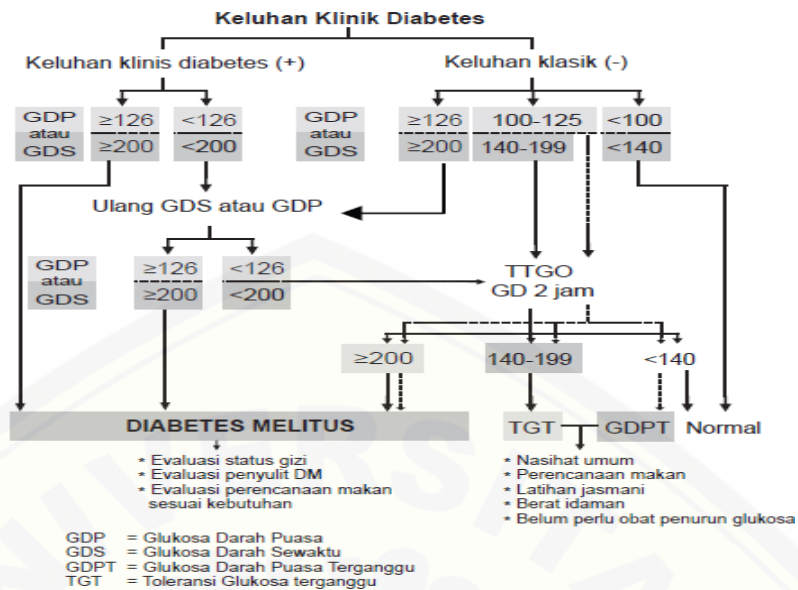 Keluhan Klinik Diabetes
Keluhan klinis diabetes (+)
Keluhan klasik (-)
GDP atau GDS
≥126 <126
≥200 <200
GDP atau GDS
≥126 100-125 <100
≥200 140-199 <140
Ulang GDS atau GDP
GDP atau GDS
≥126 <126
≥200 <200
TTGO
GD 2 jam
≥200 140-199 <140
DIABETES MELITUS
TGT GDPT Normal
* Evaluasi status gizi
* Evaluasi penyulit DM
* Evaluasi perencanaan makan
sesuai kebutuhan
* Nasihat umum
* Perencanaan makan
* Latihan jasmani
* Berat idaman
* Belum perlu obat penurun glukosa
GDP = Glukosa Darah Puasa
GDS = Glukosa Darah Sewaktu
GDPT = Glukosa Darah Puasa Terganggu
TGT = Toleransi Glukosa terganggu